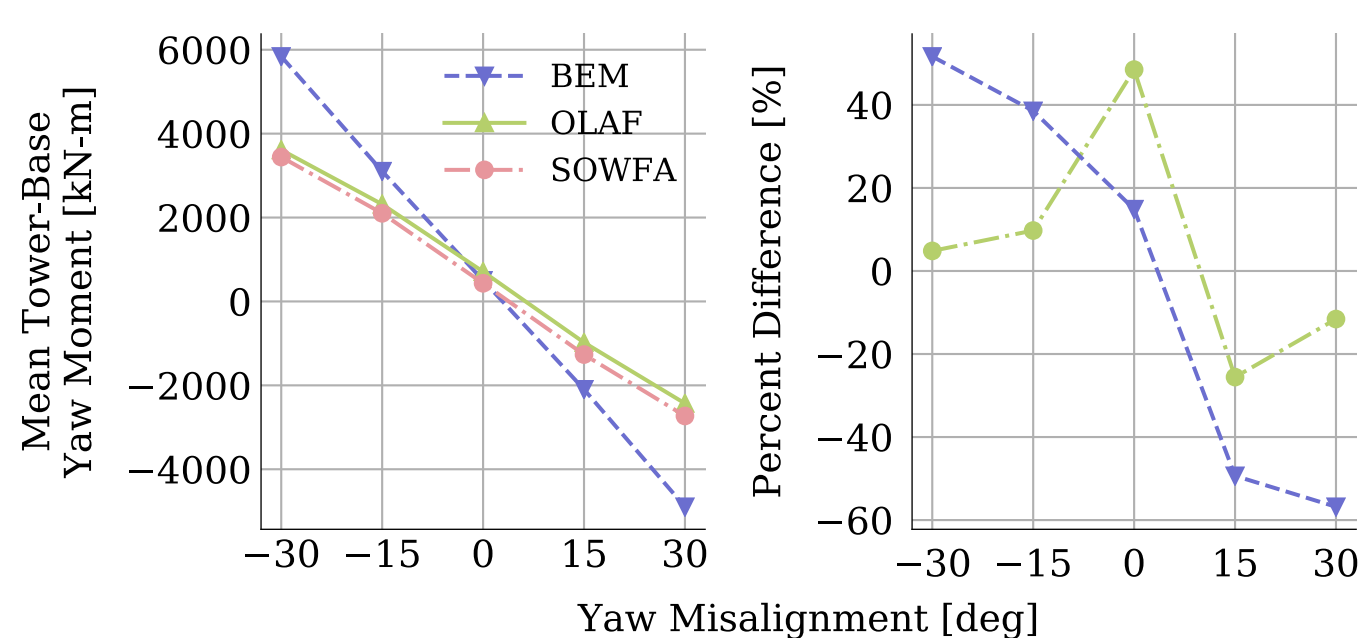 Mean Tower-Base
Yaw Moment [kN-m]
6000
4000
2000
0
−2000
−4000
−30 −15 0 15 30
BEM
OLAF
SOWFA
Percent Difference [%]
40
20
0
−20
−40
−60
−30 −15 0 15 30
Yaw Misalignment [deg]